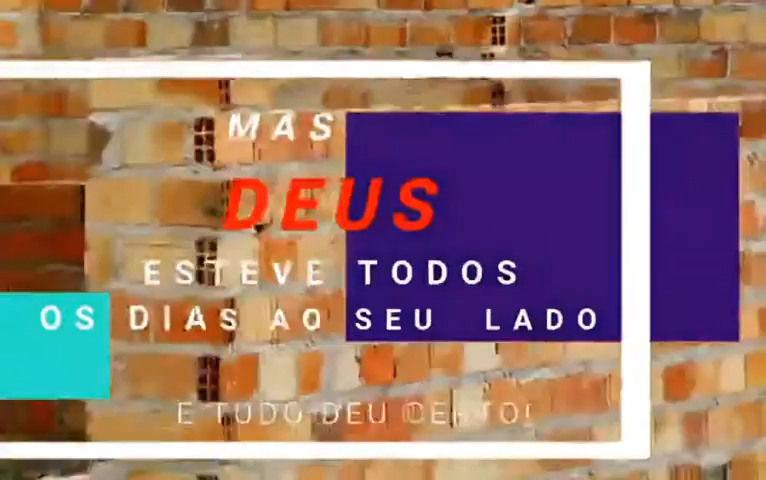 MAS
DEUS
ESTEVE TODOS
OS DIAS AO SEU LADO
E TUDO DEU CERTO!